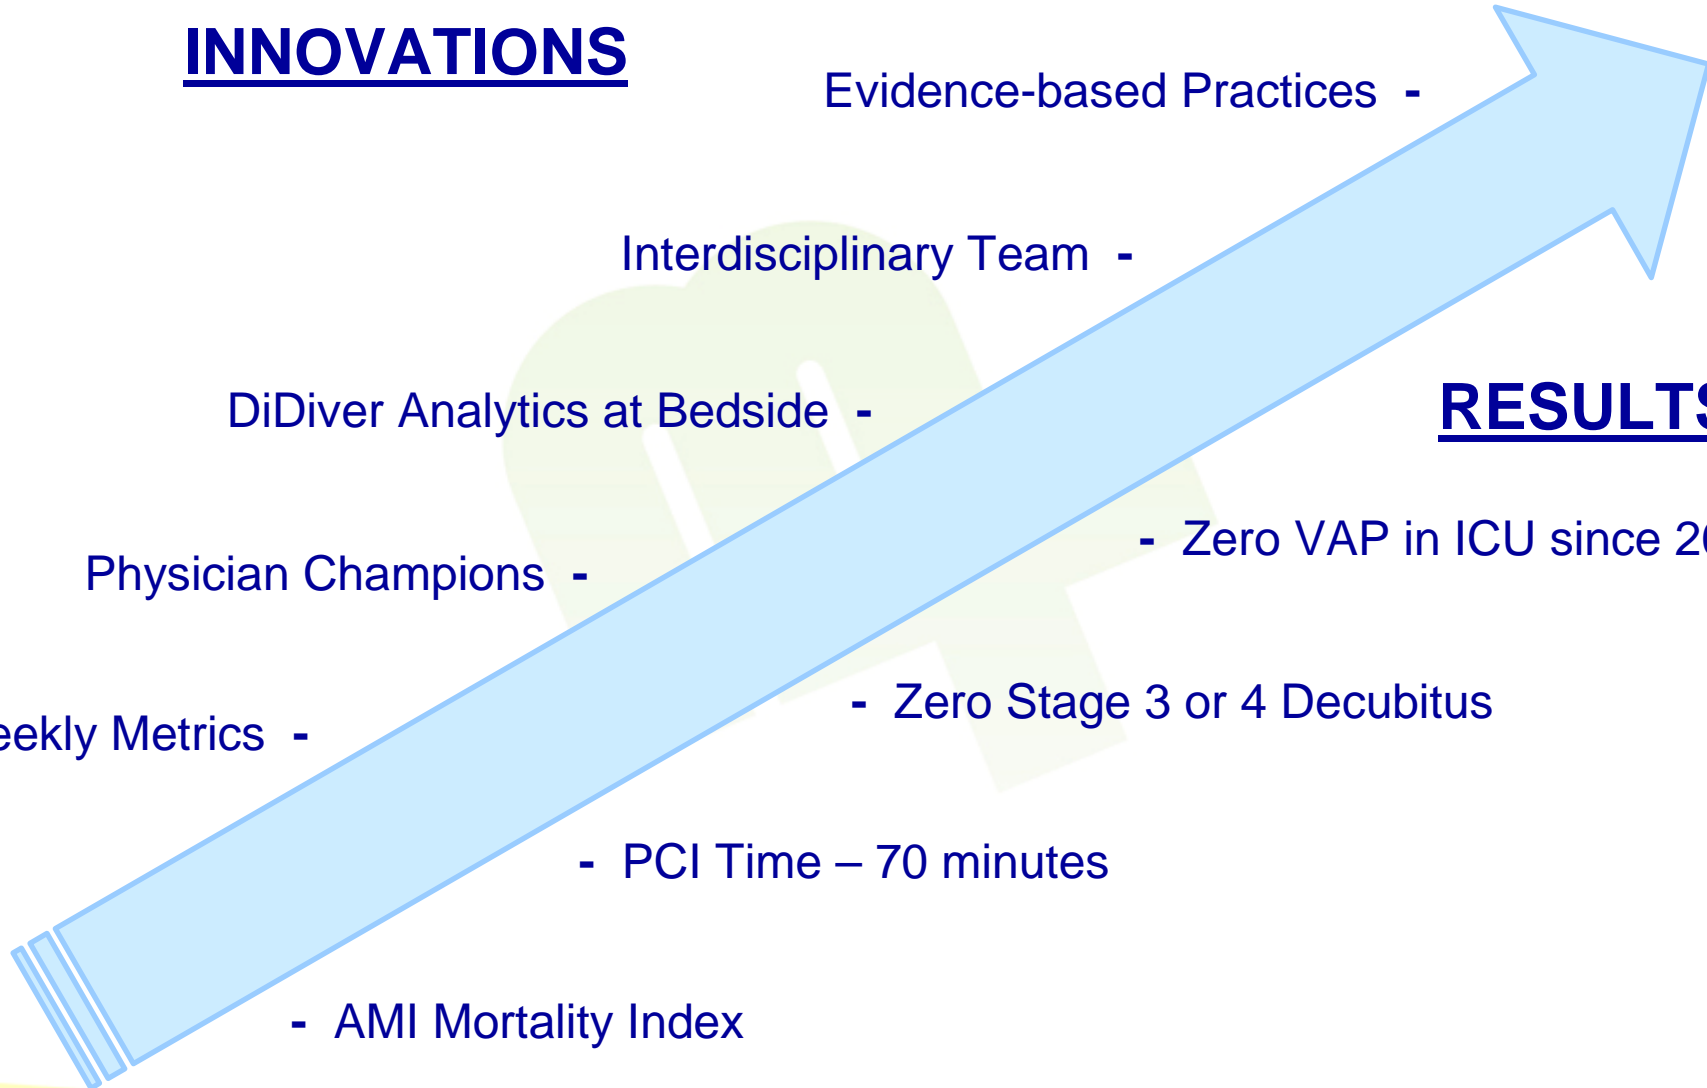 INNOVATIONS
Evidence-based Practices -
Interdisciplinary Team -
DiDiver Analytics at Bedside -
Physician Champions -
eekly Metrics -
RESULTS
- Zero VAP in ICU since 20
- Zero Stage 3 or 4 Decubitus
- PCI Time – 70 minutes
- AMI Mortality Index